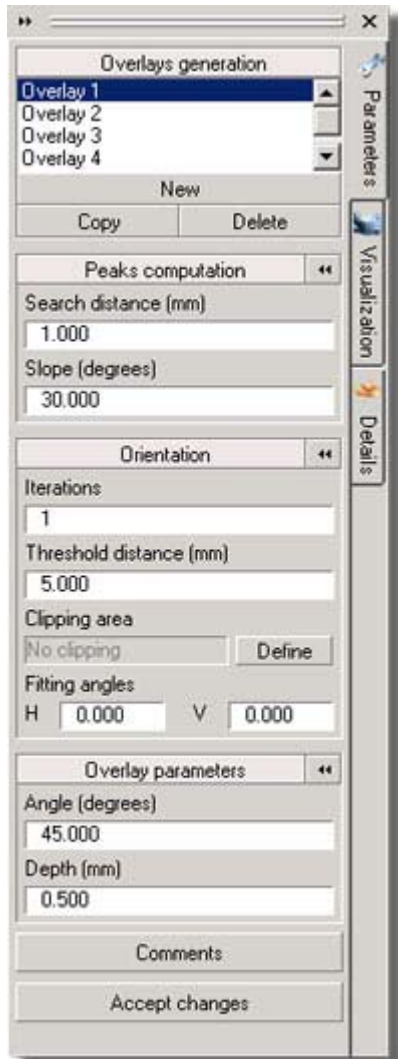 Overlays generation
Overlay 1
Overlay 2
Overlay 3
Overlay 4
New
Copy Delete
Peaks computation
Search distance (mm)
1.000
Slope (degrees)
30.000
Orientation
Iterations
1
Threshold distance (mm)
5.000
Clipping area
No clipping Define
Fitting angles
H 0.000 V 0.000
Overlay parameters
Angle (degrees)
45.000
Depth (mm)
0.500
Comments
Accept changes
Parameters
Visualization
Details